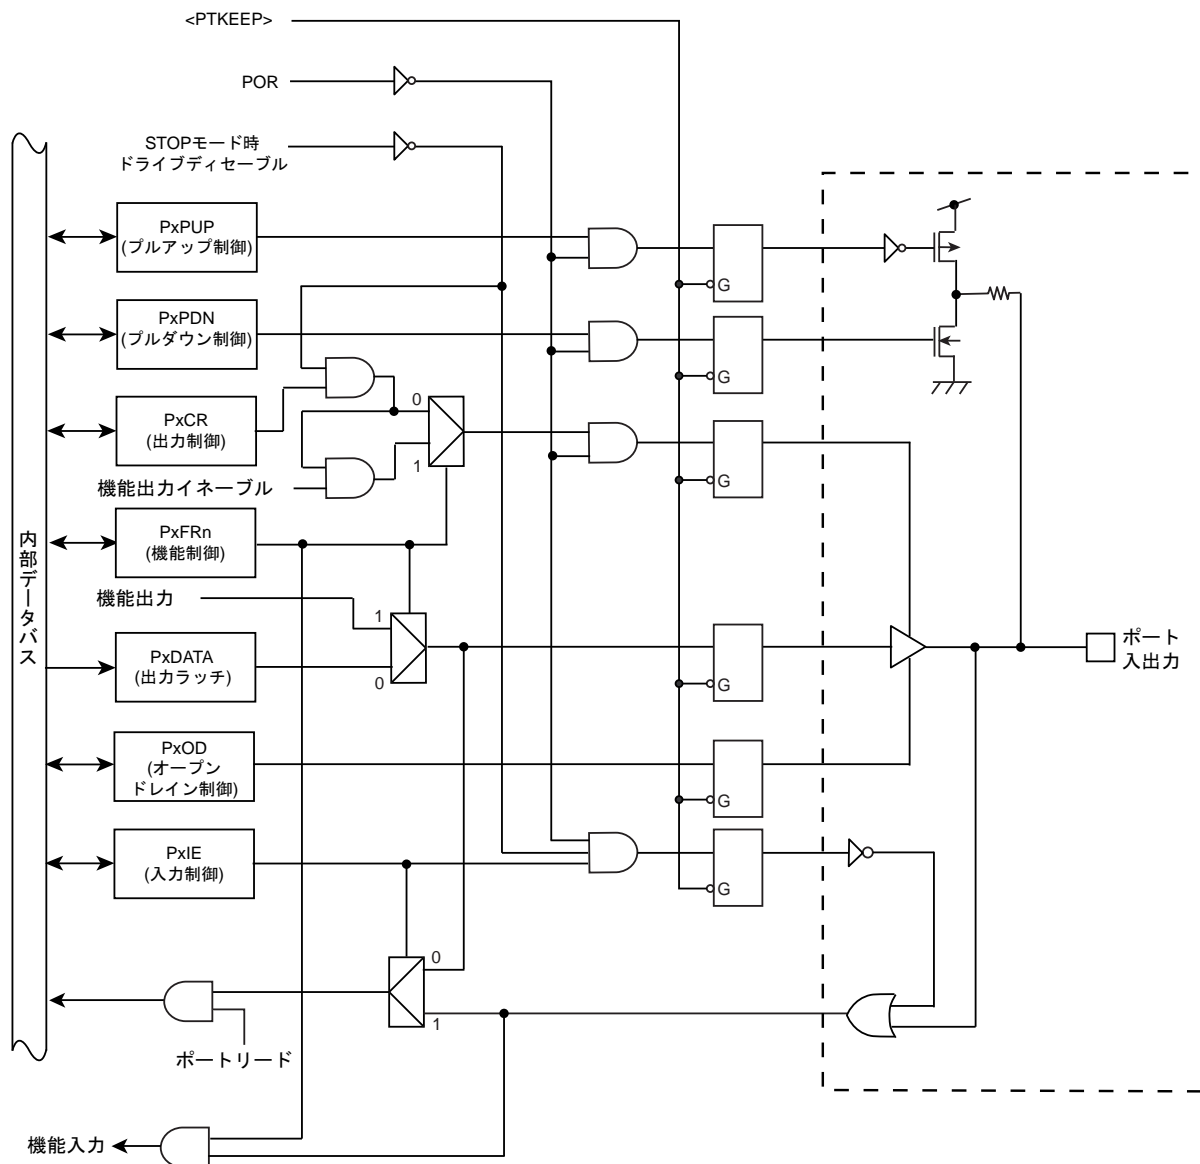 <PTKEEP>
POR
STOPモード時
ドライブディセーブル
PxPUP
(プルアップ制御)
G
PxPDN
(プルダウン制御)
G
PxCR
(出力制御)
0
1
G
機能出力イネーブル
PxFRn
(機能制御)
機能出力
1
0
PxDATA
(出力ラッチ)
G
ポート
入出力
PxOD
(オープン
ドレイン制御)
G
PxIE
(入力制御)
G
0
1
ポートリード
機能入力
内部データバス